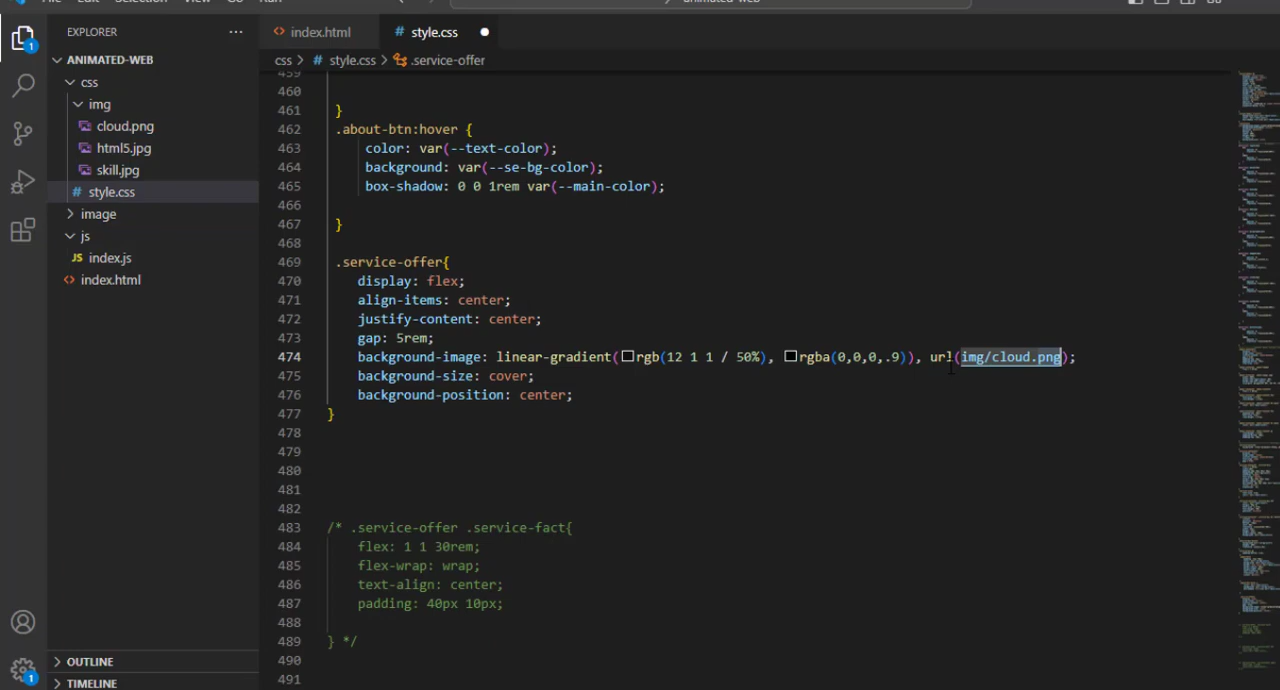 EXPLORER
ANIMATED-WEB
css
img
cloud.png
html5.jpg
skill.jpg
# style.css
image
js
JS index.js
<> index.html
OUTLINE
TIMELINE
1
1
<> index.html
# style.css
css > # style.css > .service-offer
459
460
461 }
462 .about-btn:hover {
463 color: var(--text-color);
464 background: var(--se-bg-color);
465 box-shadow: 0 0 1rem var(--main-color);
466
467 }
468
469 .service-offer{
470 display: flex;
471 align-items: center;
472 justify-content: center;
473 gap: 5rem;
474 background-image: linear-gradient(rgb(12 1 1 / 50%), rgba(0,0,0,.9)), url(img/cloud.png);
475 background-size: cover;
476 background-position: center;
477 }
478
479
480
481
482
483 /* .service-offer .service-fact{
484 flex: 1 1 30rem;
485 flex-wrap: wrap;
486 text-align: center;
487 padding: 40px 10px;
488
489 } */
490
491